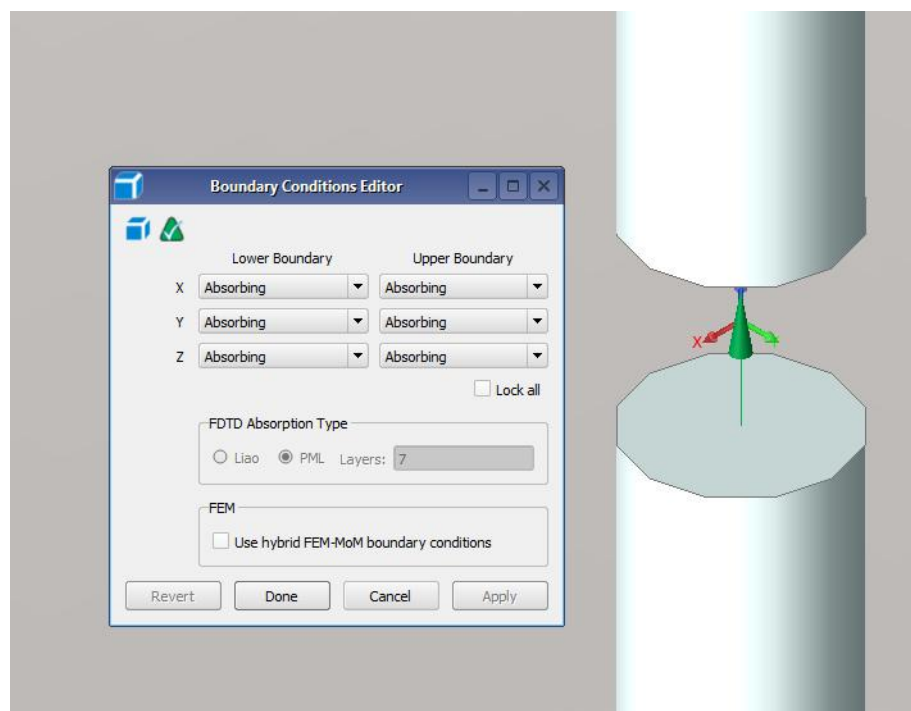 Boundary Conditions Editor
Lower Boundary Upper Boundary
X Absorbing Absorbing
Y Absorbing Absorbing
Z Absorbing Absorbing
Lock all
FDTD Absorption Type
Liao PML Layers: 7
FEM
Use hybrid FEM-MoM boundary conditions
Revert Done Cancel Apply
X